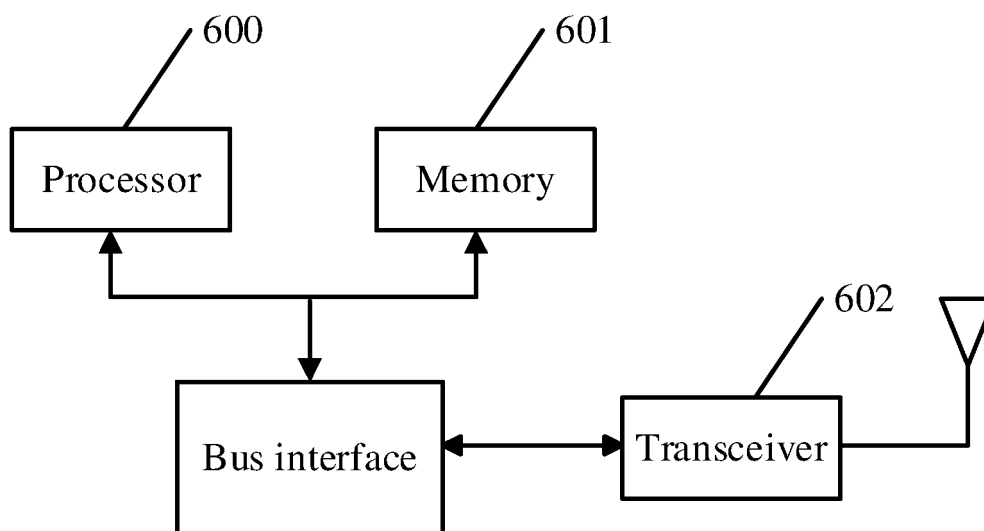 600
601
Processor
Memory
602
Bus interface
Transceiver